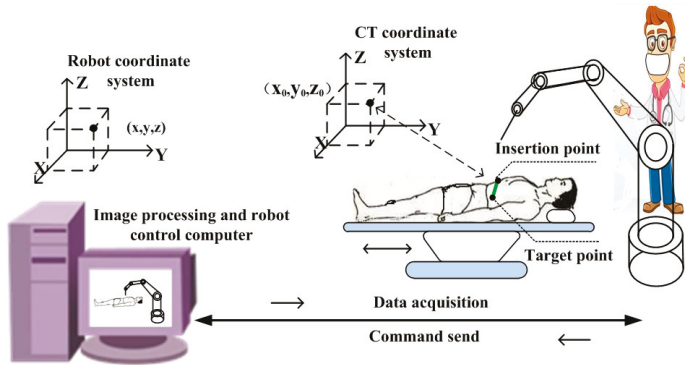 Robot coordinate
system
Z
(x,y,z)
X
Y
CT coordinate
system
Z
(x₀,y₀,z₀)
X
Y
Insertion point
Target point
Image processing and robot
control computer
Data acquisition
Command send